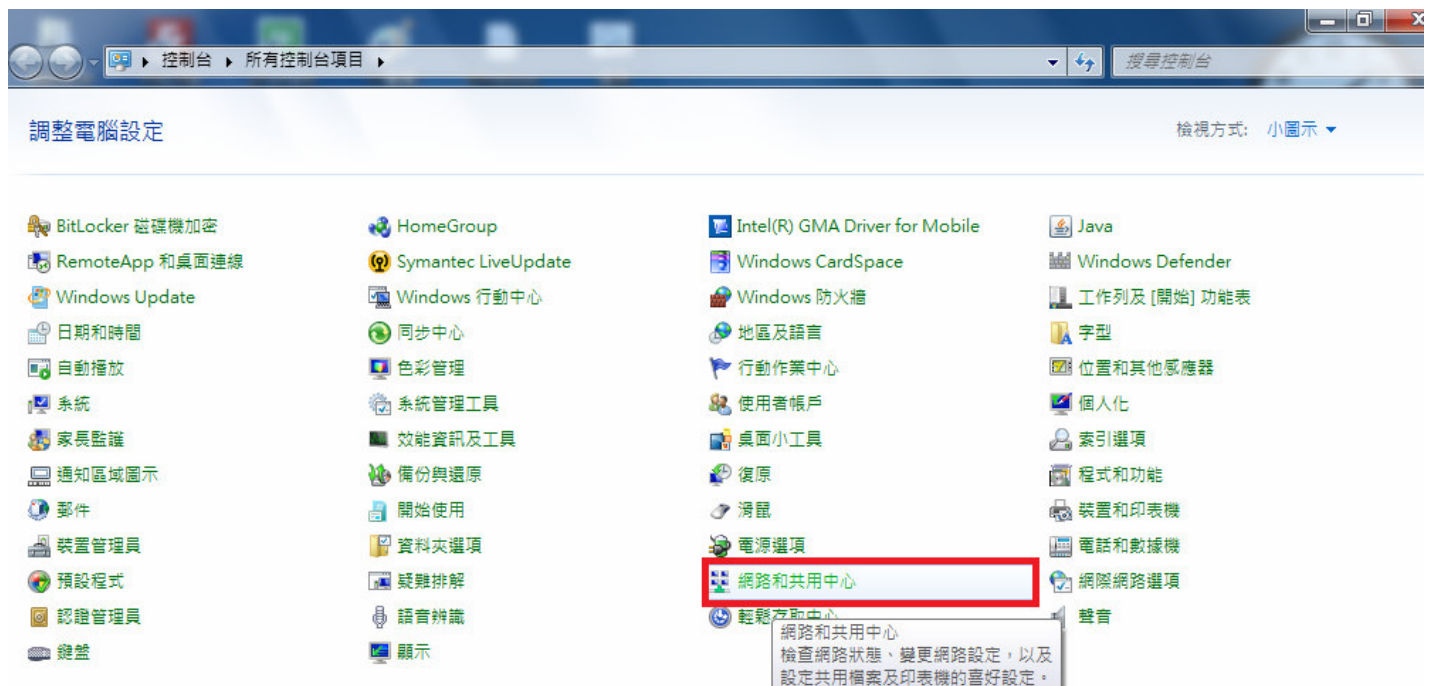 控制台 ▸ 所有控制台項目 ▸
搜尋控制台
調整電腦設定
檢視方式: 小圖示
BitLocker 磁碟機加密 HomeGroup Intel(R) GMA Driver for Mobile Java
RemoteApp 和桌面連線 Symantec LiveUpdate Windows CardSpace Windows Defender
Windows Update Windows 行動中心 Windows 防火牆 工作列及 [開始] 功能表
日期和時間 同步中心 地區及語言 字型
自動播放 色彩管理 行動作業中心 位置和其他感應器
系統 系統管理工具 使用者帳戶 個人化
家長監護 效能資訊及工具 桌面小工具 索引選項
通知區域圖示 備份與還原 復原 程式和功能
郵件 開始使用 滑鼠 裝置和印表機
裝置管理員 資料夾選項 電源選項 電話和數據機
預設程式 疑難排解 網路和共用中心 網際網路選項
認證管理員 語音辨識 輕鬆存取中心 聲音
鍵盤 顯示
網路和共用中心
檢查網路狀態、變更網路設定，以及
設定共用檔案及印表機的喜好設定。